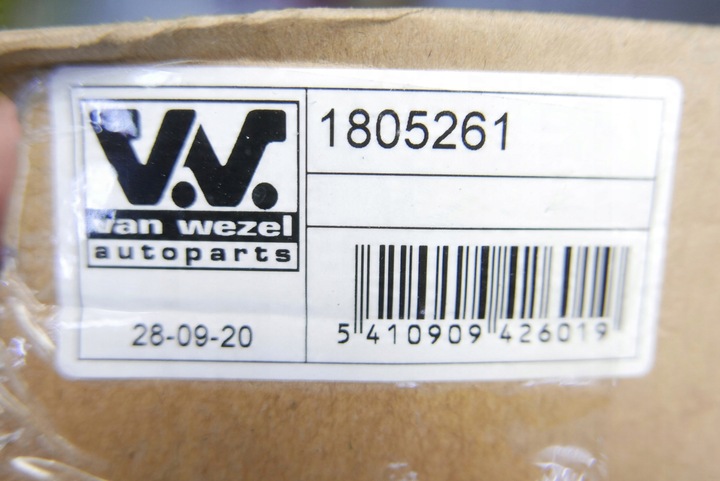 V.V.
van wezel
autoparts
28-09-20
1805261
5 410909 426019